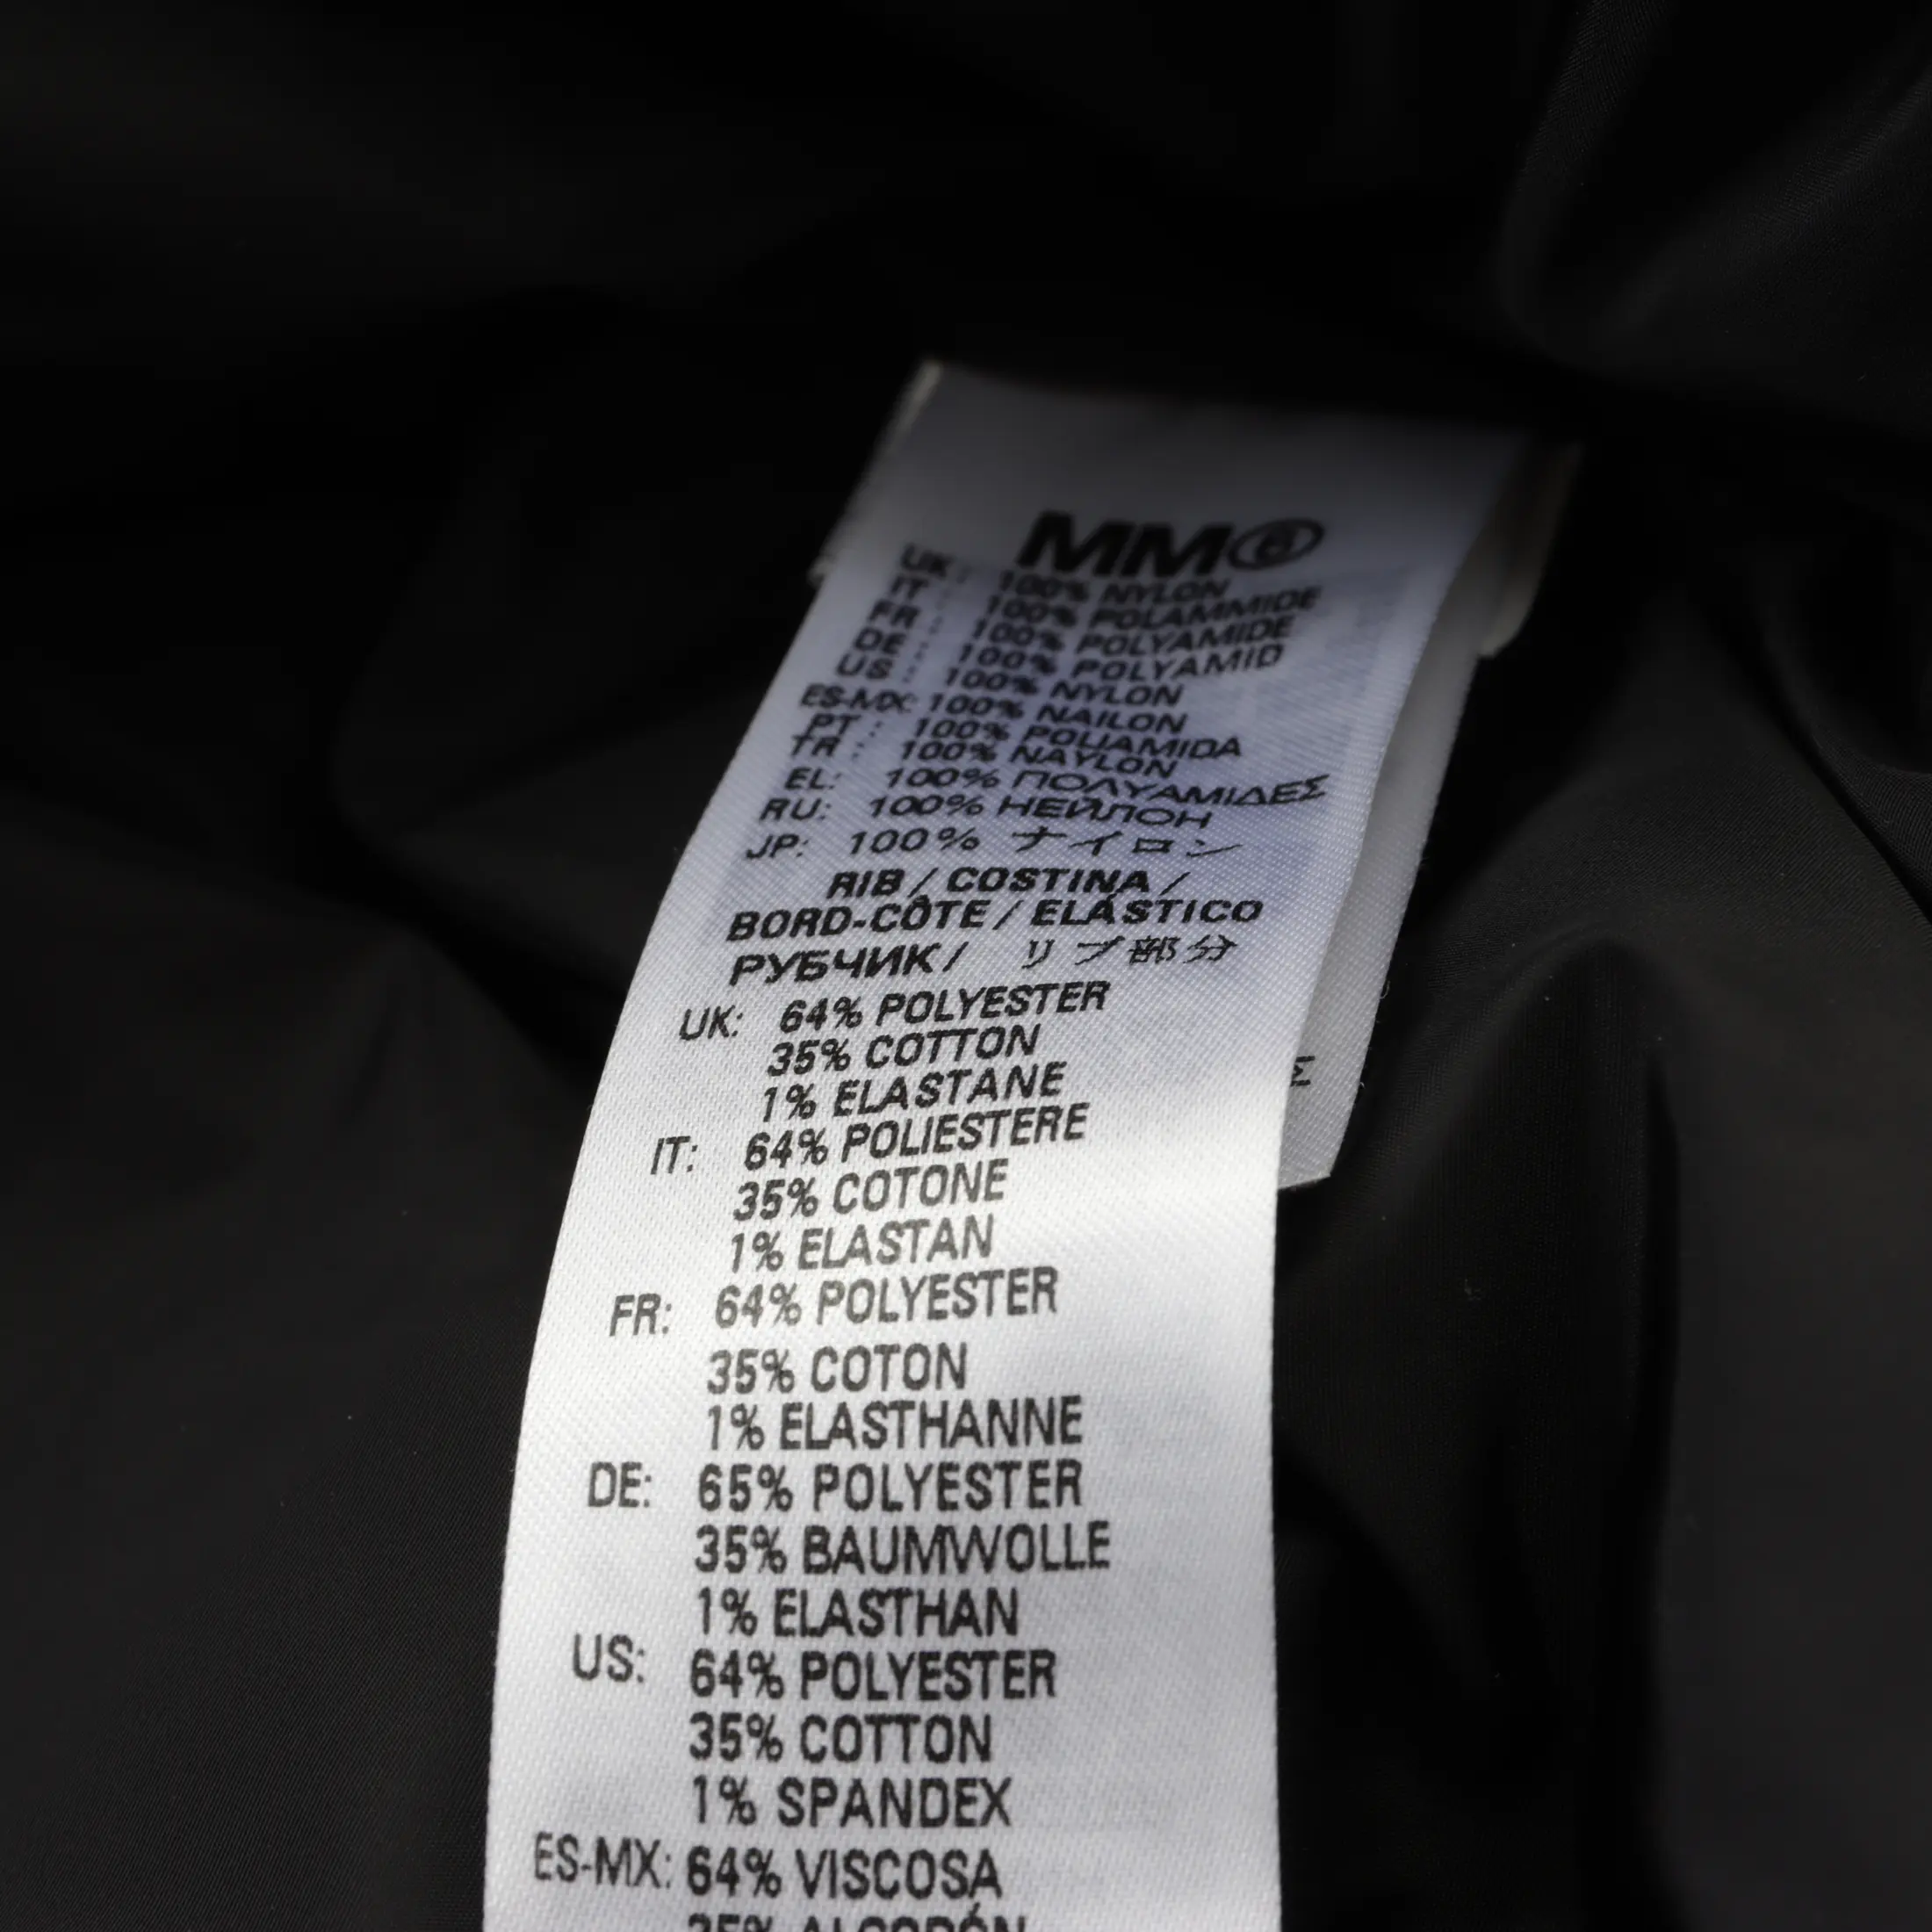 MM⑥
UK: 100% NYLON
IT: 100% POLAMMIDE
FR: 100% POLYAMIDE
DE: 100% POLYAMID
US: 100% NYLON
ES-MX: 100% NAILON
PT: 100% POLIAMIDA
TR: 100% NAYLON
EL: 100% ΠΟΛΥΑΜΙΔΕΣ
RU: 100% НЕЙЛОН
JP: 100% ナイロン
RIB / COSTINA /
BORD-CÔTE / ELÁSTICO
РУБЧИК / リブ部分
UK: 64% POLYESTER
35% COTTON
1% ELASTANE
IT: 64% POLIESTERE
35% COTONE
1% ELASTAN
FR: 64% POLYESTER
35% COTON
1% ELASTHANNE
DE: 65% POLYESTER
35% BAUMWOLLE
1% ELASTHAN
US: 64% POLYESTER
35% COTTON
1% SPANDEX
ES-MX: 64% VISCOSA
35% ALGODÓN
Σ